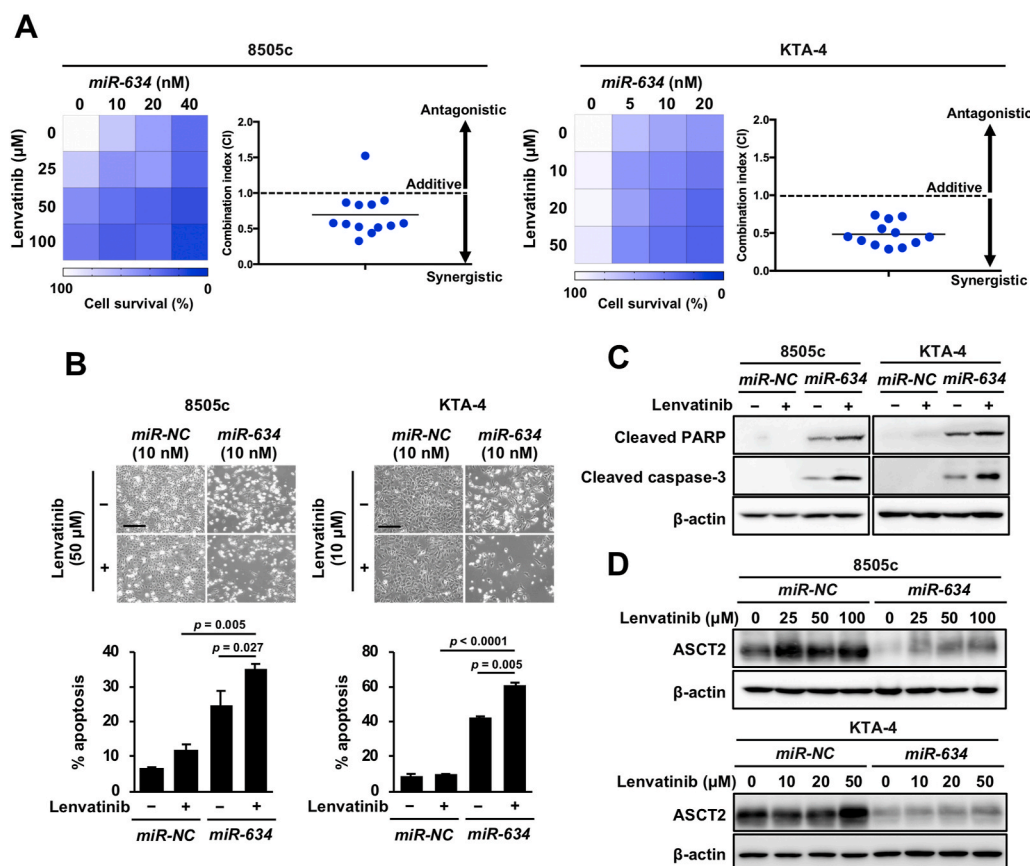 A
8505c
miR-634 (nM)
0 10 20 40
Lenvatinib (μM)
0
25
50
100
100 0
Cell survival (%)
Combination index (CI)
2.0
1.5
1.0
0.5
0.0
Antagonistic
Additive
Synergistic
KTA-4
miR-634 (nM)
0 5 10 20
Lenvatinib (μM)
0
10
20
50
100 0
Cell survival (%)
Combination index (CI)
2.0
1.5
1.0
0.5
0.0
Antagonistic
Additive
Synergistic
B
8505c
miR-NC miR-634
(10 nM) (10 nM)
Lenvatinib
(50 μM)
–
+
KTA-4
miR-NC miR-634
(10 nM) (10 nM)
Lenvatinib
(10 μM)
–
+
% apoptosis
40
30
20
10
0
p = 0.005
p = 0.027
Lenvatinib – + – +
miR-NC miR-634
% apoptosis
80
60
40
20
0
p < 0.0001
p = 0.005
Lenvatinib – + – +
miR-NC miR-634
C
8505c KTA-4
miR-NC miR-634 miR-NC miR-634
Lenvatinib – + – + – + – +
Cleaved PARP
Cleaved caspase-3
β-actin
D
8505c
miR-NC miR-634
Lenvatinib (μM) 0 25 50 100 0 25 50 100
ASCT2
β-actin
KTA-4
miR-NC miR-634
Lenvatinib (μM) 0 10 20 50 0 10 20 50
ASCT2
β-actin